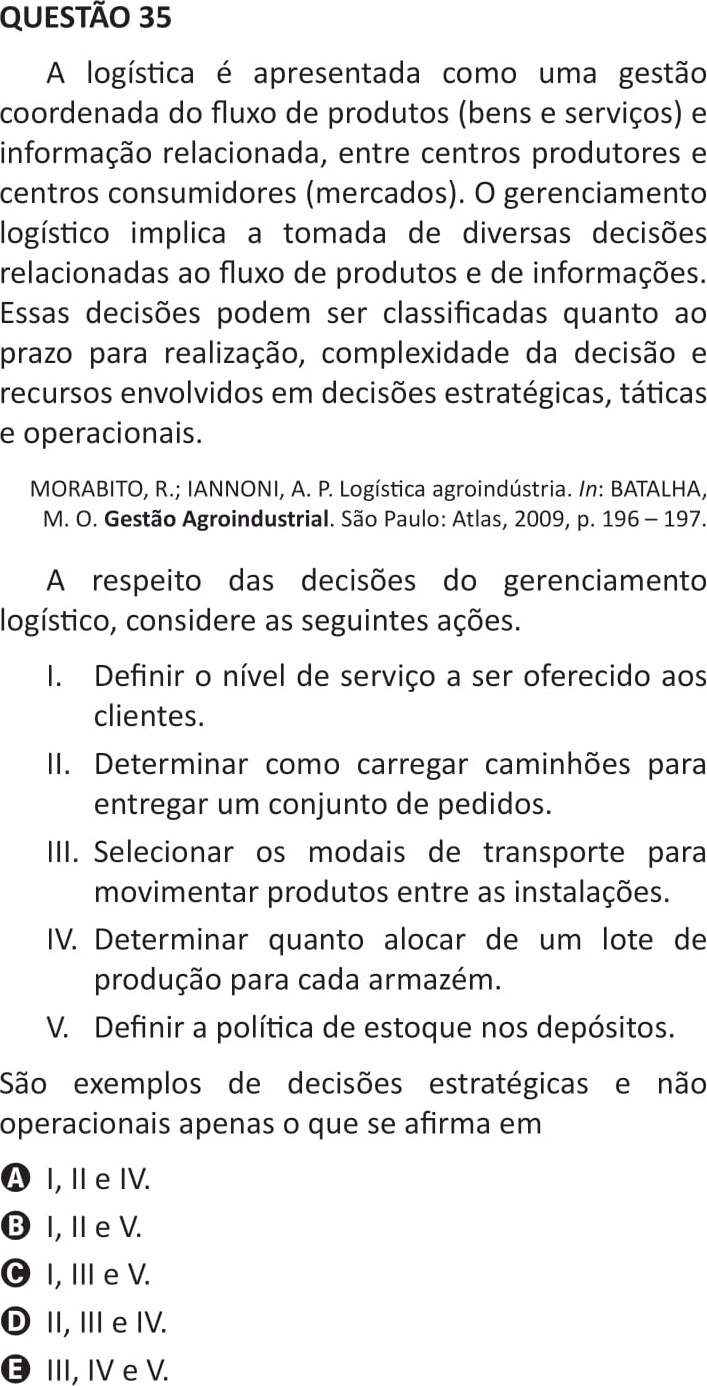 QUESTÃO 35
A logística é apresentada como uma gestão
coordenada do fluxo de produtos (bens e serviços) e
informação relacionada, entre centros produtores e
centros consumidores (mercados). O gerenciamento
logístico implica a tomada de diversas decisões
relacionadas ao fluxo de produtos e de informações.
Essas decisões podem ser classificadas quanto ao
prazo para realização, complexidade da decisão e
recursos envolvidos em decisões estratégicas, táticas
e operacionais.
MORABITO, R.; IANNONI, A. P. Logística agroindústria. In: BATALHA,
M. O. Gestão Agroindustrial. São Paulo: Atlas, 2009, p. 196 – 197.
A respeito das decisões do gerenciamento
logístico, considere as seguintes ações.
I. Definir o nível de serviço a ser oferecido aos
clientes.
II. Determinar como carregar caminhões para
entregar um conjunto de pedidos.
III. Selecionar os modais de transporte para
movimentar produtos entre as instalações.
IV. Determinar quanto alocar de um lote de
produção para cada armazém.
V. Definir a política de estoque nos depósitos.
São exemplos de decisões estratégicas e não
operacionais apenas o que se afirma em
A I, II e IV.
B I, II e V.
C I, III e V.
D II, III e IV.
E III, IV e V.